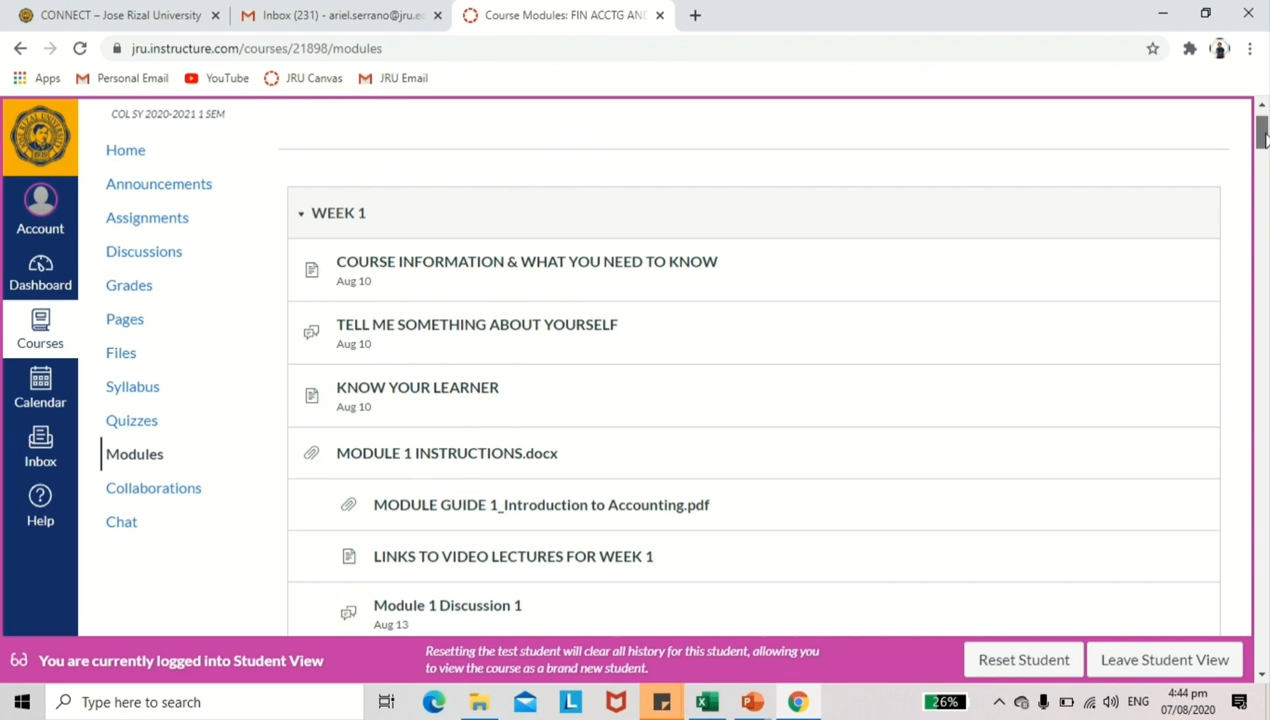 CONNECT – Jose Rizal University
Inbox (231) - ariel.serrano@jru.e
Course Modules: FIN ACCTG AND
jru.instructure.com/courses/21898/modules
Apps
Personal Email
YouTube
JRU Canvas
JRU Email
COL SY 2020-2021 1 SEM
Home
Announcements
Assignments
Discussions
Grades
Pages
Files
Syllabus
Quizzes
Modules
Collaborations
Chat
Account
Dashboard
Courses
Calendar
Inbox
Help
WEEK 1
COURSE INFORMATION & WHAT YOU NEED TO KNOW
Aug 10
TELL ME SOMETHING ABOUT YOURSELF
Aug 10
KNOW YOUR LEARNER
Aug 10
MODULE 1 INSTRUCTIONS.docx
MODULE GUIDE 1_Introduction to Accounting.pdf
LINKS TO VIDEO LECTURES FOR WEEK 1
Module 1 Discussion 1
Aug 13
You are currently logged into Student View
Resetting the test student will clear all history for this student, allowing you
to view the course as a brand new student.
Reset Student
Leave Student View
Type here to search
26%
ENG
4:44 pm
07/08/2020